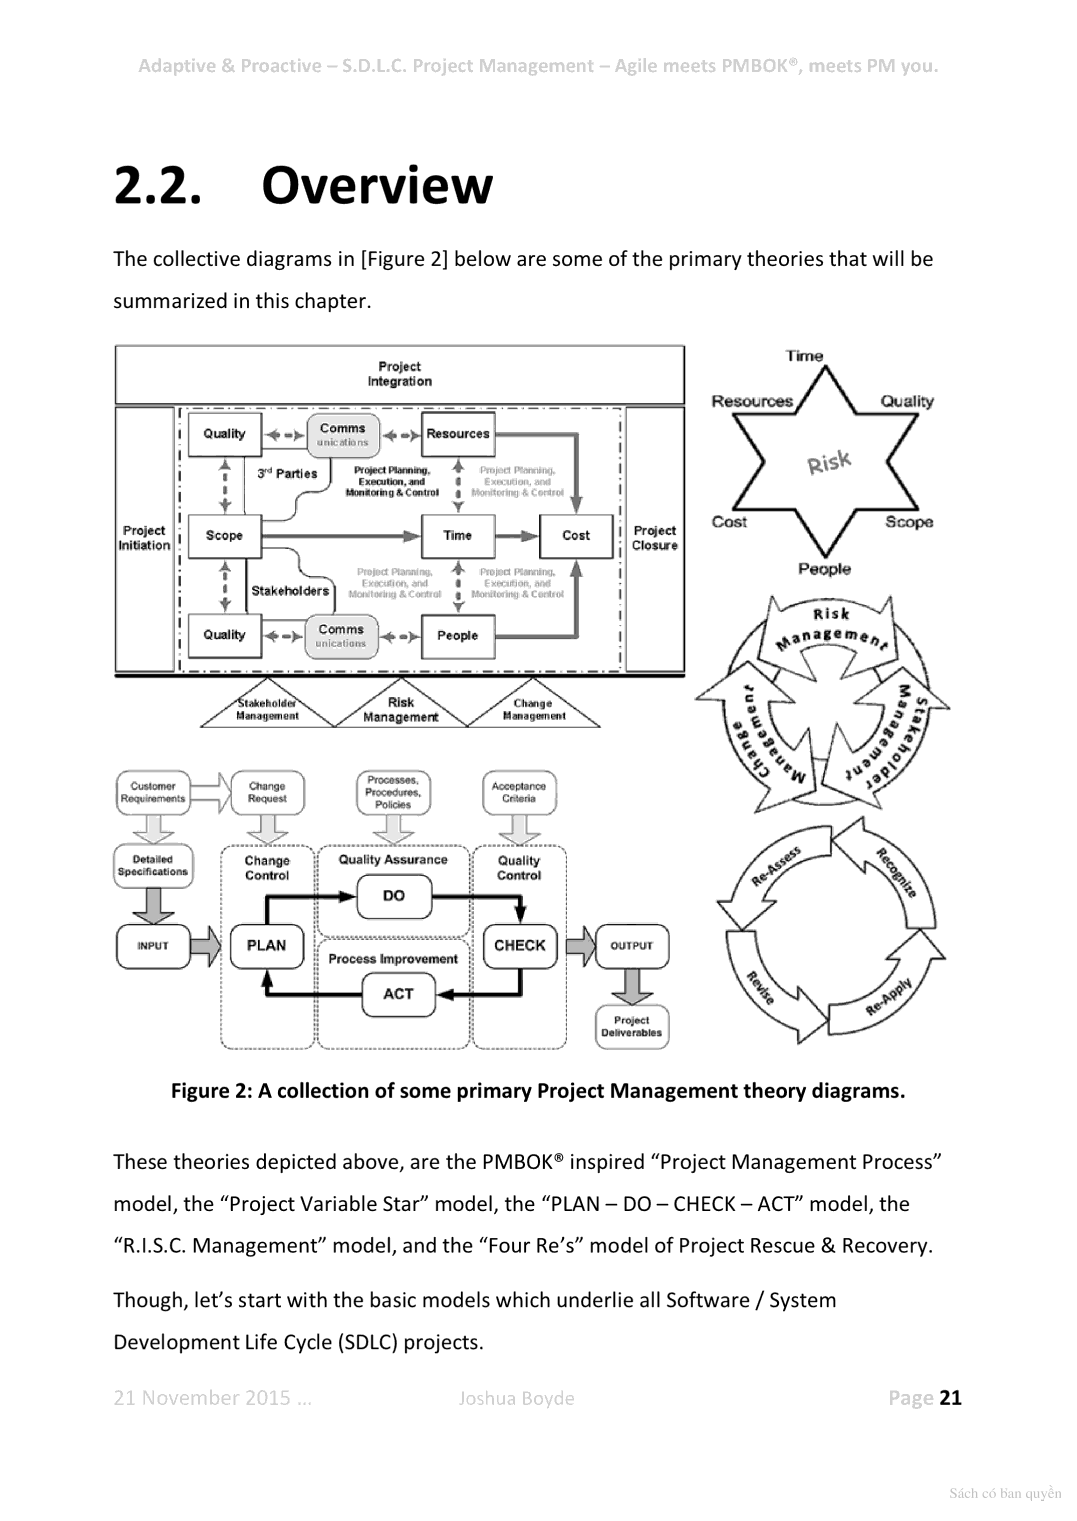 Adaptive & Proactive – S.D.L.C. Project Management – Agile meets PMBOK®, meets PM you.
2.2. Overview
The collective diagrams in [Figure 2] below are some of the primary theories that will be
summarized in this chapter.
Project
Integration
Project
Initiation
Quality
Comms
unications
Resources
3rd Parties
Project Planning,
Execution, and
Monitoring & Control
Project Planning,
Execution, and
Monitoring & Control
Scope
Time
Cost
Project
Closure
Stakeholders
Project Planning,
Execution, and
Monitoring & Control
Project Planning,
Execution, and
Monitoring & Control
Quality
Comms
unications
People
Stakeholder
Management
Risk
Management
Change
Management
Time
Resources
Quality
Risk
Cost
Scope
People
Risk
Management
Stakeholder
Management
Change
Management
Customer
Requirements
Change
Request
Processes,
Procedures,
Policies
Acceptance
Criteria
Detailed
Specifications
Change
Control
Quality Assurance
Quality
Control
DO
INPUT
PLAN
CHECK
OUTPUT
Process Improvement
ACT
Project
Deliverables
Re-Assess
Recognize
Revise
Re-Apply
Figure 2: A collection of some primary Project Management theory diagrams.
These theories depicted above, are the PMBOK® inspired “Project Management Process”
model, the “Project Variable Star” model, the “PLAN – DO – CHECK – ACT” model, the
“R.I.S.C. Management” model, and the “Four Re’s” model of Project Rescue & Recovery.
Though, let’s start with the basic models which underlie all Software / System
Development Life Cycle (SDLC) projects.
21 November 2015 ... Joshua Boyde Page 21
Sách có bản quyền